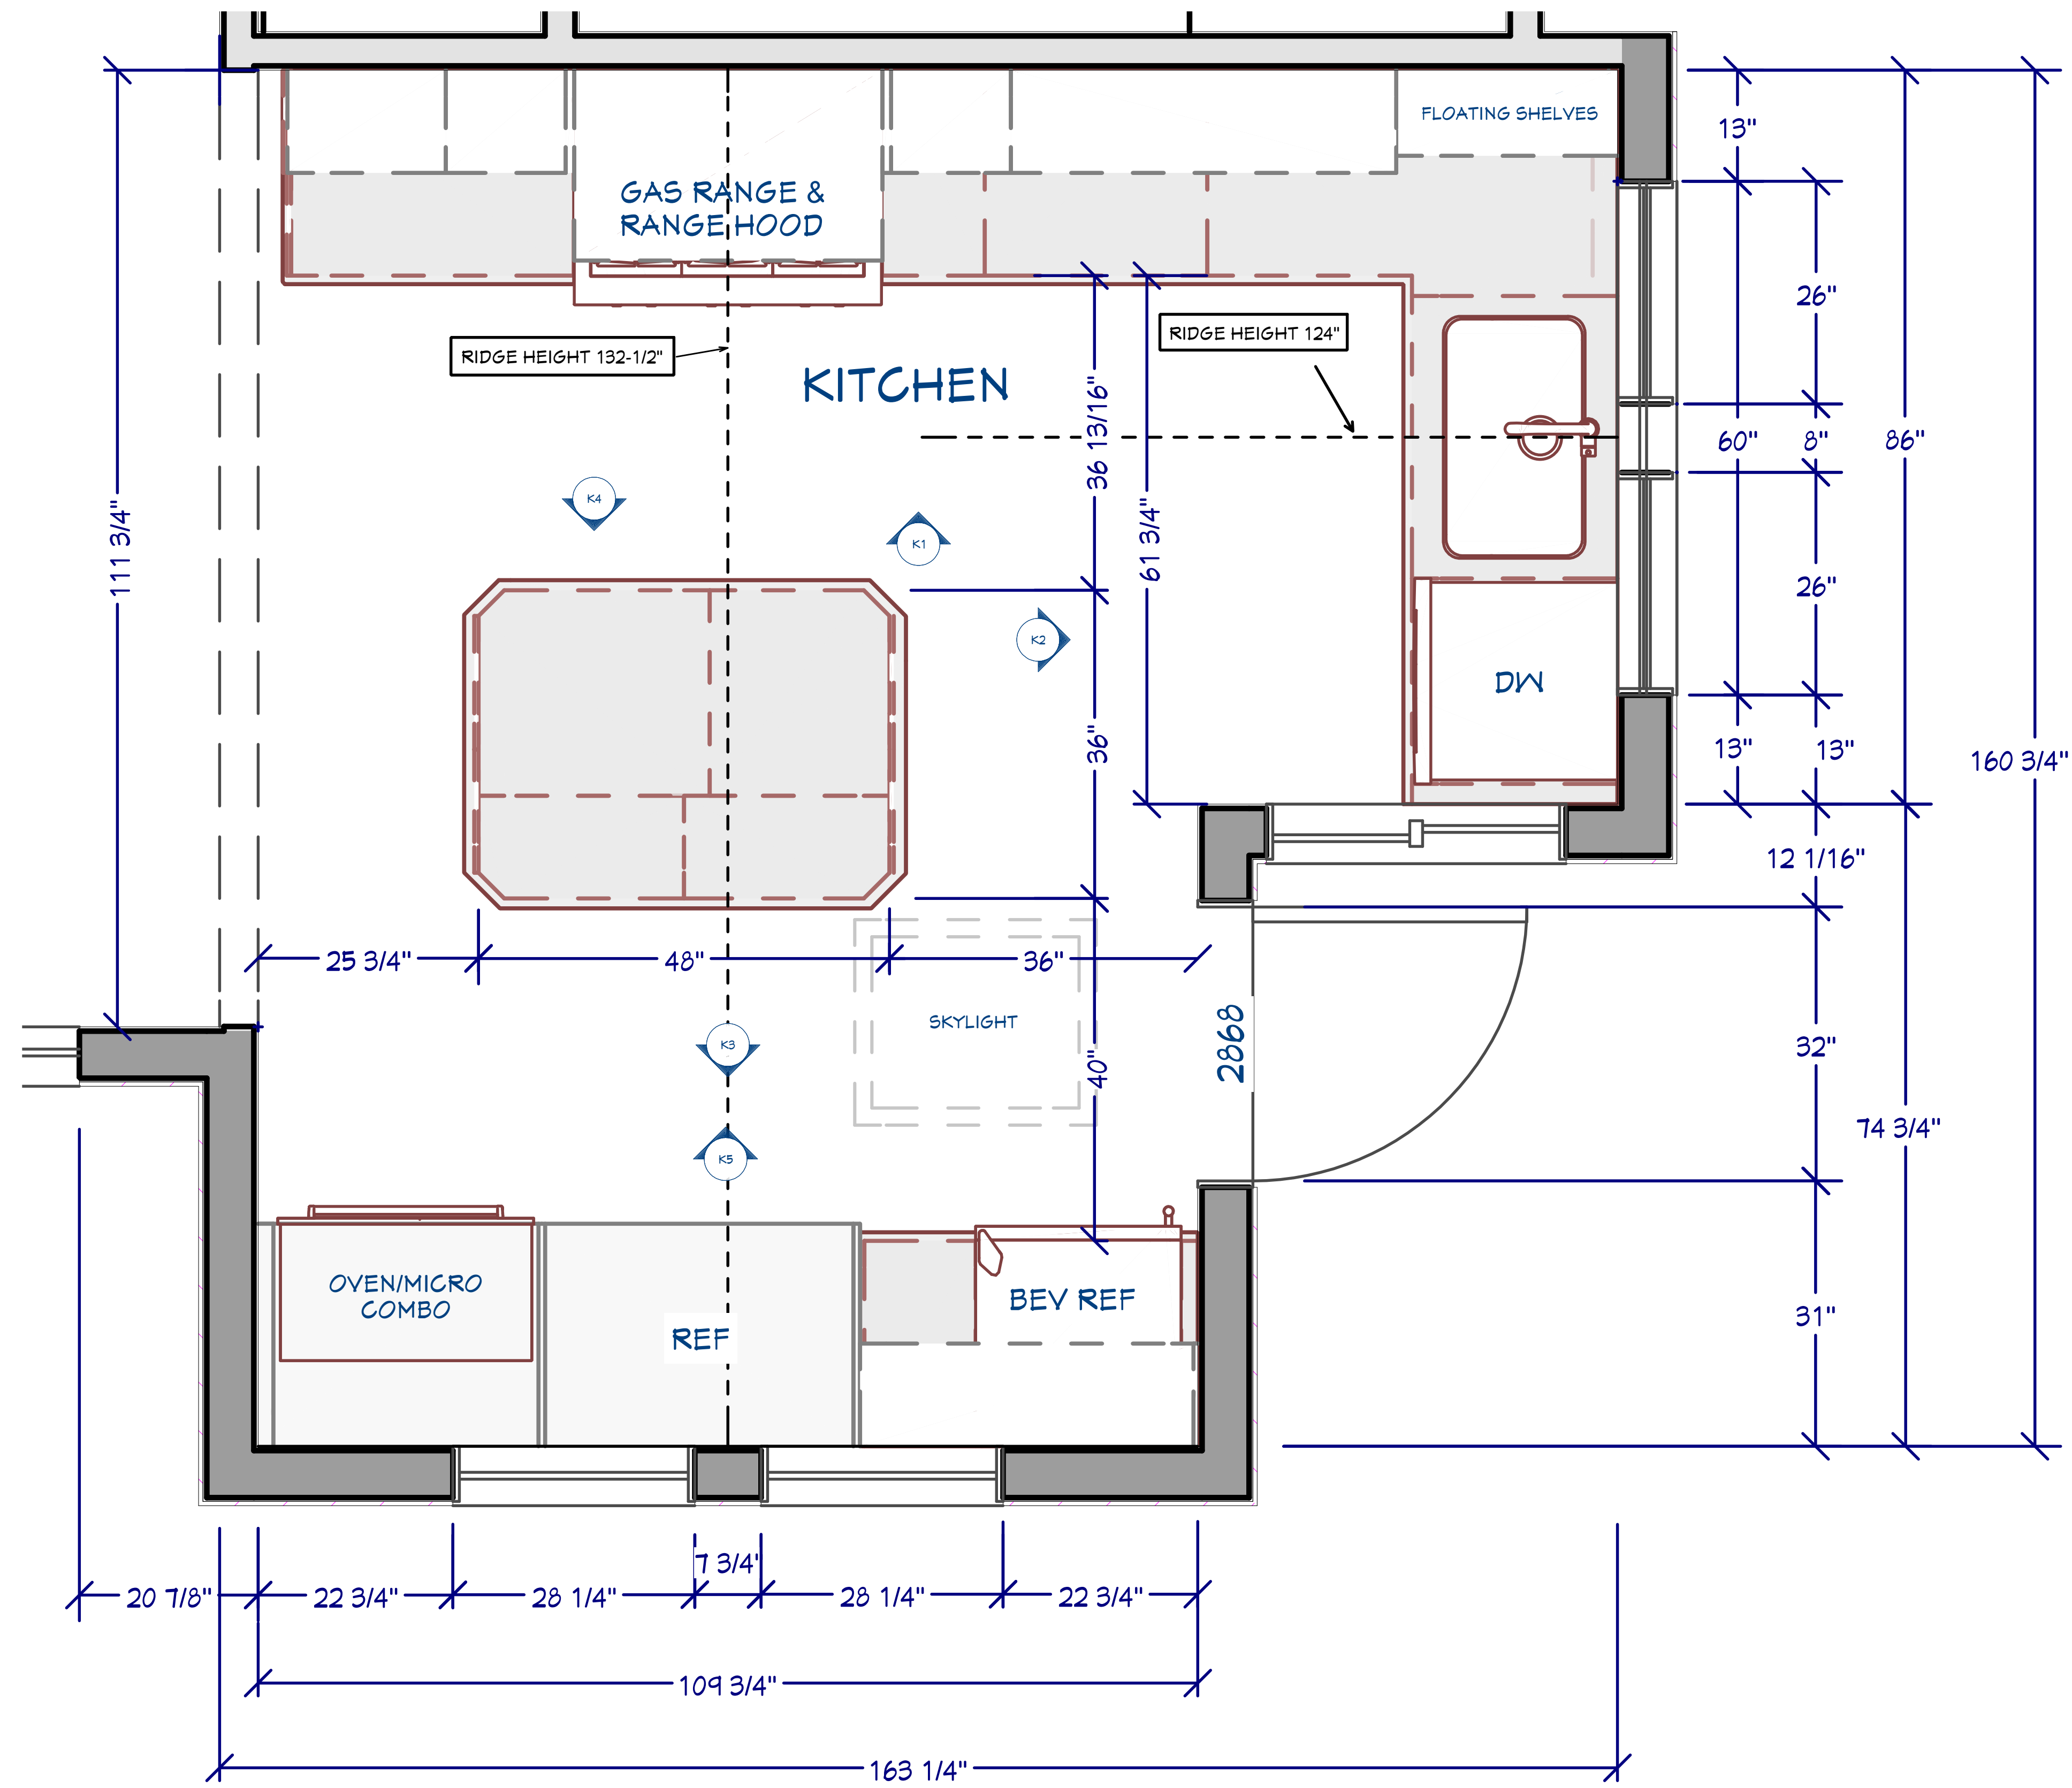 FLOATING SHELVES
13"
GAS RANGE &
RANGE HOOD
26"
RIDGE HEIGHT 132-1/2"
RIDGE HEIGHT 124"
KITCHEN
36 13/16"
60"
8"
86"
K4
K1
111 3/4"
61 3/4"
26"
K2
DW
36"
13"
13"
160 3/4"
12 1/16"
25 3/4"
48"
36"
SKYLIGHT
K3
40"
2868
32"
74 3/4"
K5
OVEN/MICRO
COMBO
REF
BEV REF
31"
7 3/4"
20 7/8"
22 3/4"
28 1/4"
28 1/4"
22 3/4"
109 3/4"
163 1/4"